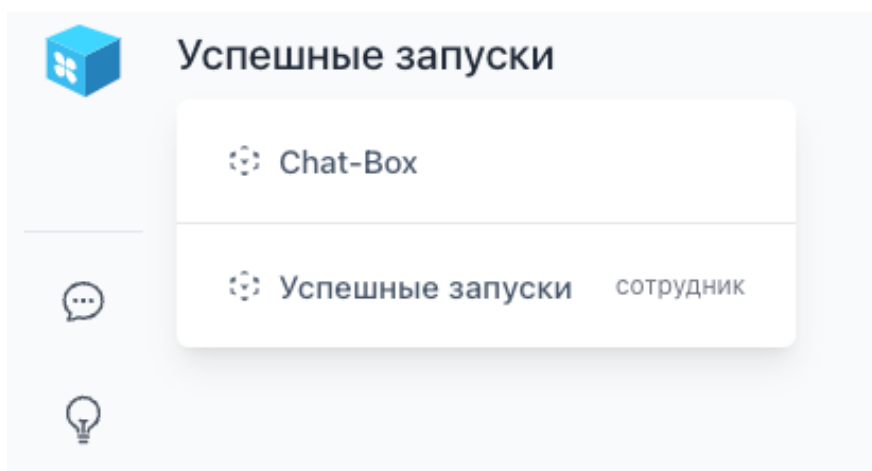 Успешные запуски
Chat-Box
Успешные запуски сотрудник